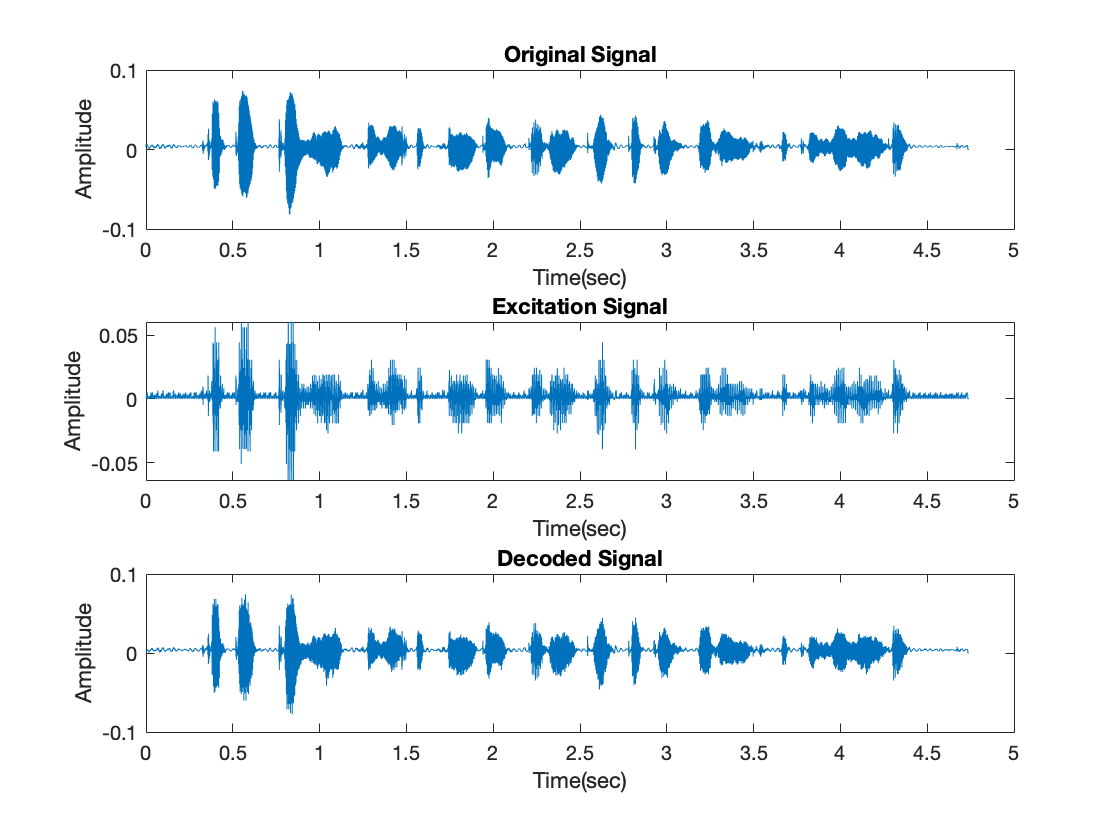 Original Signal
0.1
0
-0.1
Amplitude
0 0.5 1 1.5 2 2.5 3 3.5 4 4.5 5
Time(sec)
Excitation Signal
0.05
0
-0.05
Amplitude
0 0.5 1 1.5 2 2.5 3 3.5 4 4.5 5
Time(sec)
Decoded Signal
0.1
0
-0.1
Amplitude
0 0.5 1 1.5 2 2.5 3 3.5 4 4.5 5
Time(sec)